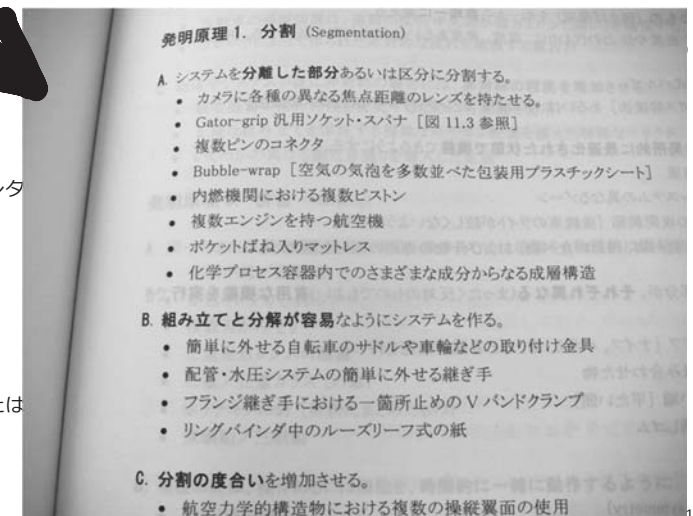 発明原理 1. 分割 (Segmentation)
A. システムを分離した部分あるいは区分に分割する。
• カメラに各種の異なる焦点距離のレンズを持たせる。
• Gator-grip 汎用ソケット・スパナ [図 11.3 参照]
• 複数ピンのコネクタ
• Bubble-wrap [空気の気泡を多数並べた包装用プラスチックシート]
• 内燃機関における複数ピストン
• 複数エンジンを持つ航空機
• ポケットばね入りマットレス
• 化学プロセス容器内でのさまざまな成分からなる成層構造
B. 組み立てと分解が容易なようにシステムを作る。
• 簡単に外せる自転車のサドルや車輪などの取り付け金具
• 配管・水圧システムの簡単に外せる継ぎ手
• フランジ継ぎ手における一箇所止めの V バンドクランプ
• リングバインダ中のルーズリーフ式の紙
C. 分割の度合いを増加させる。
• 航空力学的構造物における複数の操縦翼面の使用
ンタ
には
1